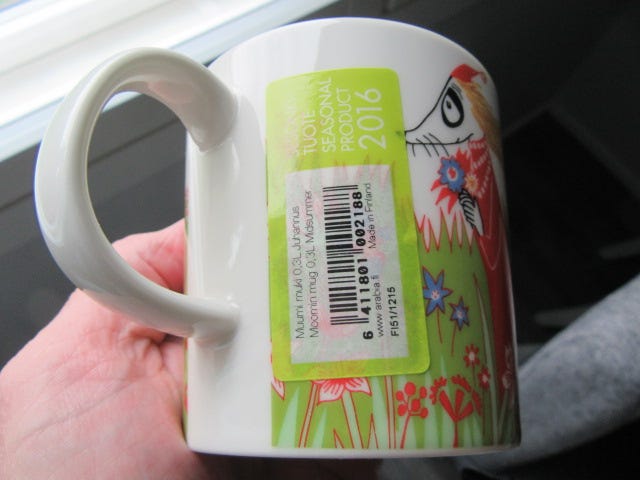 TUOTE
SEASONAL
PRODUCT
2016
Muumi muki 0,3L Juhannus
Moomin mug 0,3L Midsummer
6 411801 002188
www.arabia.fi Made in Finland
FI51/1215